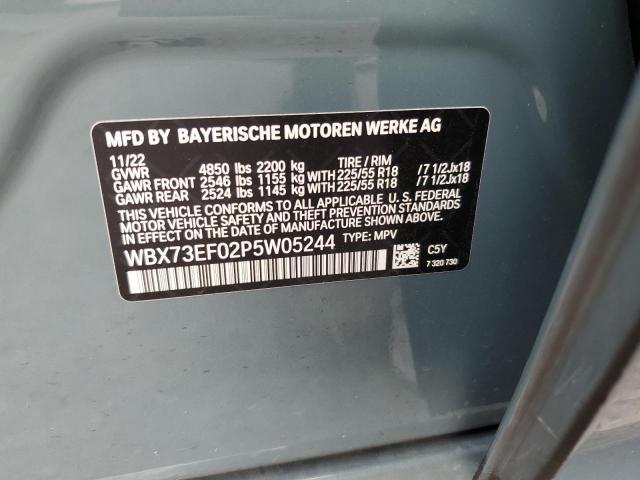 MFD BY BAYERISCHE MOTOREN WERKE AG
11/22
GVWR 4850 lbs 2200 kg TIRE / RIM
GAWR FRONT 2546 lbs 1155 kg WITH 225/55 R18 /7 1/2Jx18
GAWR REAR 2524 lbs 1145 kg WITH 225/55 R18 /7 1/2Jx18
THIS VEHICLE CONFORMS TO ALL APPLICABLE U.S. FEDERAL
MOTOR VEHICLE SAFETY, BUMPER, AND THEFT PREVENTION
STANDARDS IN EFFECT ON THE DATE OF MANUFACTURE SHOWN ABOVE.
WBX73EF02P5W05244 TYPE: MPV
C5Y
7 320 730